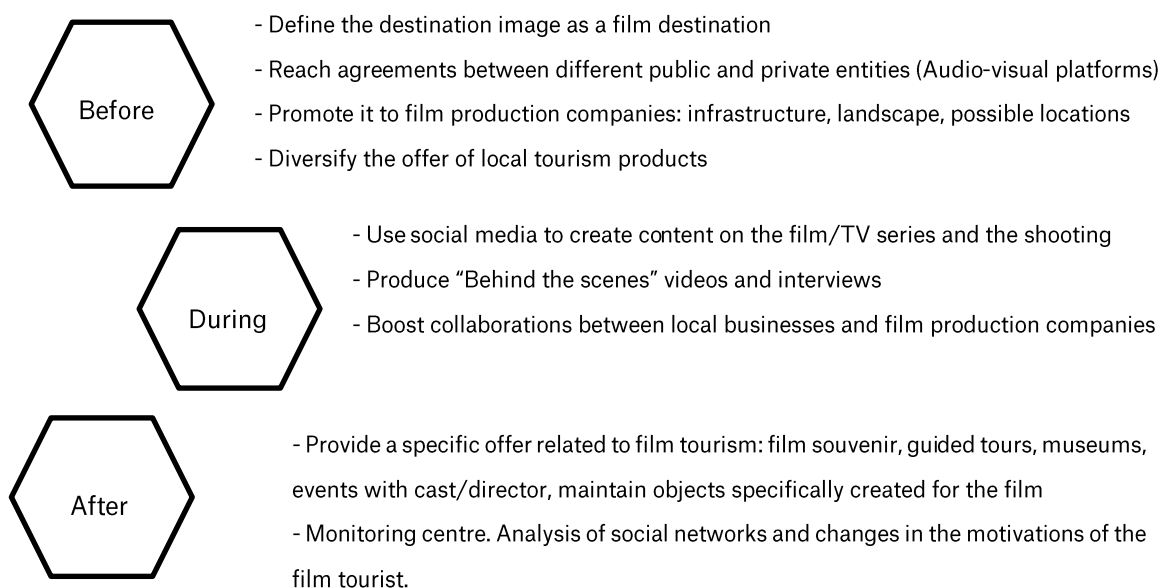 Before
- Define the destination image as a film destination
- Reach agreements between different public and private entities (Audio-visual platforms)
- Promote it to film production companies: infrastructure, landscape, possible locations
- Diversify the offer of local tourism products
During
- Use social media to create content on the film/TV series and the shooting
- Produce “Behind the scenes” videos and interviews
- Boost collaborations between local businesses and film production companies
After
- Provide a specific offer related to film tourism: film souvenir, guided tours, museums,
events with cast/director, maintain objects specifically created for the film
- Monitoring centre. Analysis of social networks and changes in the motivations of the
film tourist.